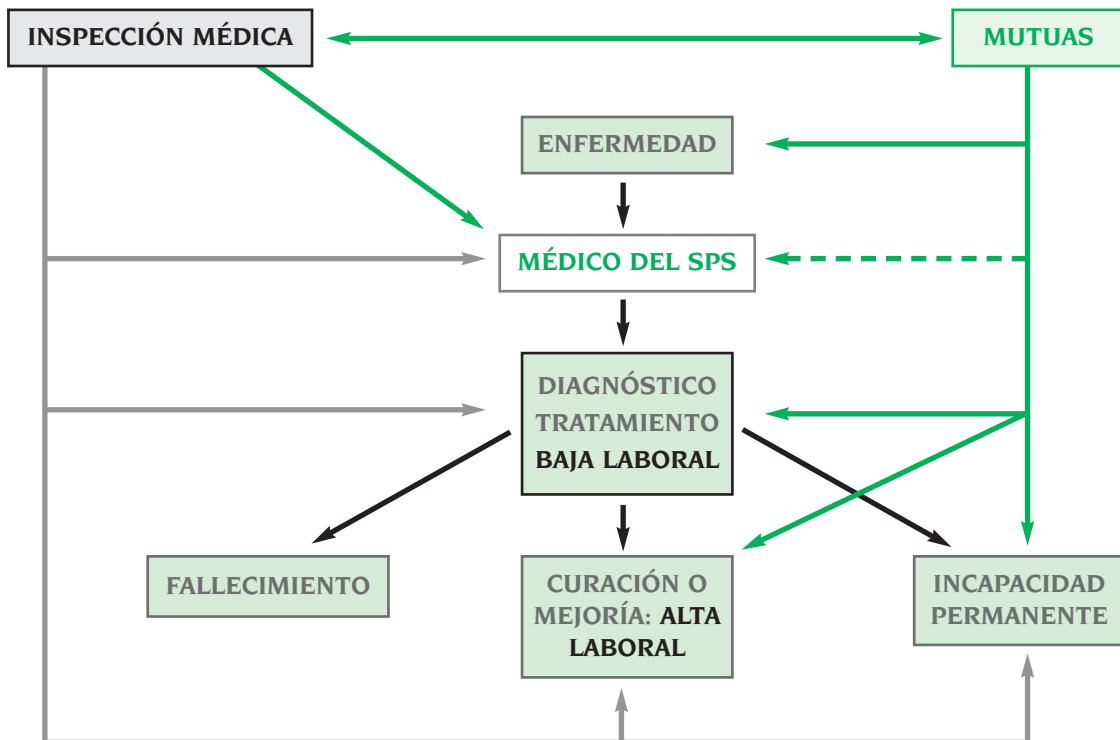 INSPECCIÓN MÉDICA
MUTUAS
ENFERMEDAD
MÉDICO DEL SPS
DIAGNÓSTICO
TRATAMIENTO
BAJA LABORAL
FALLECIMIENTO
CURACIÓN O
MEJORÍA: ALTA
LABORAL
INCAPACIDAD
PERMANENTE